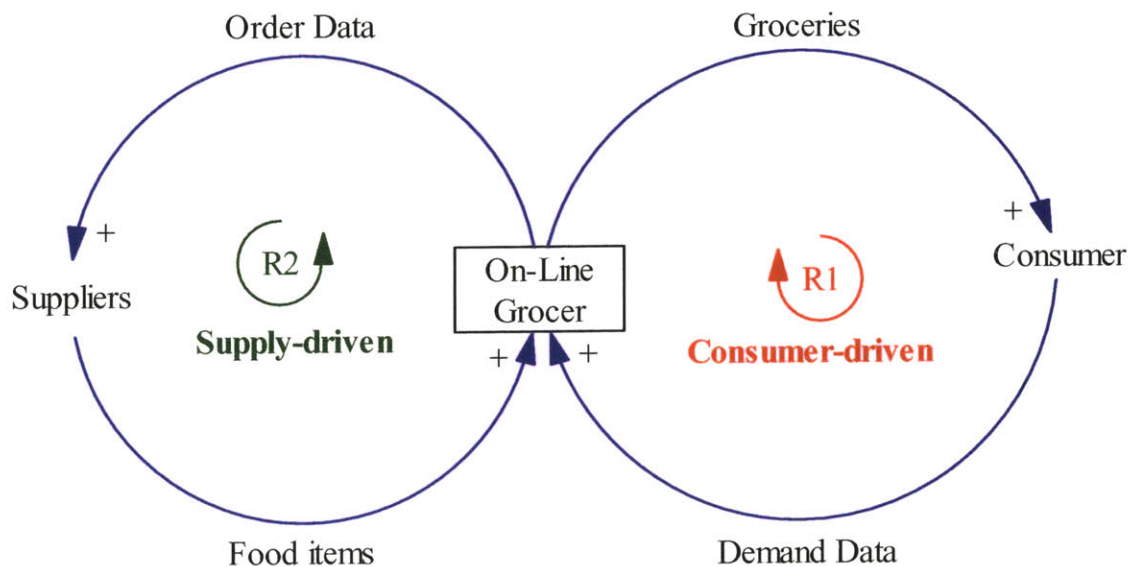 Order Data
Groceries
+
+
R2
Supply-driven
Suppliers
On-Line
Grocer
R1
Consumer-driven
Consumer
+
+
Food items
Demand Data